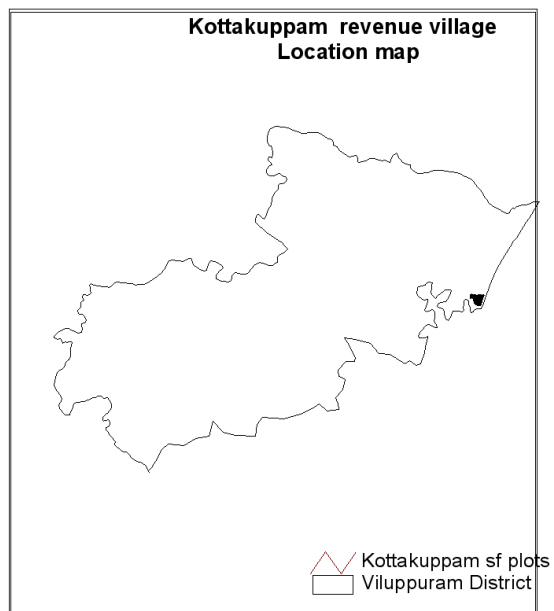 Kottakuppam revenue village
Location map
Kottakuppam sf plots
Viluppuram District